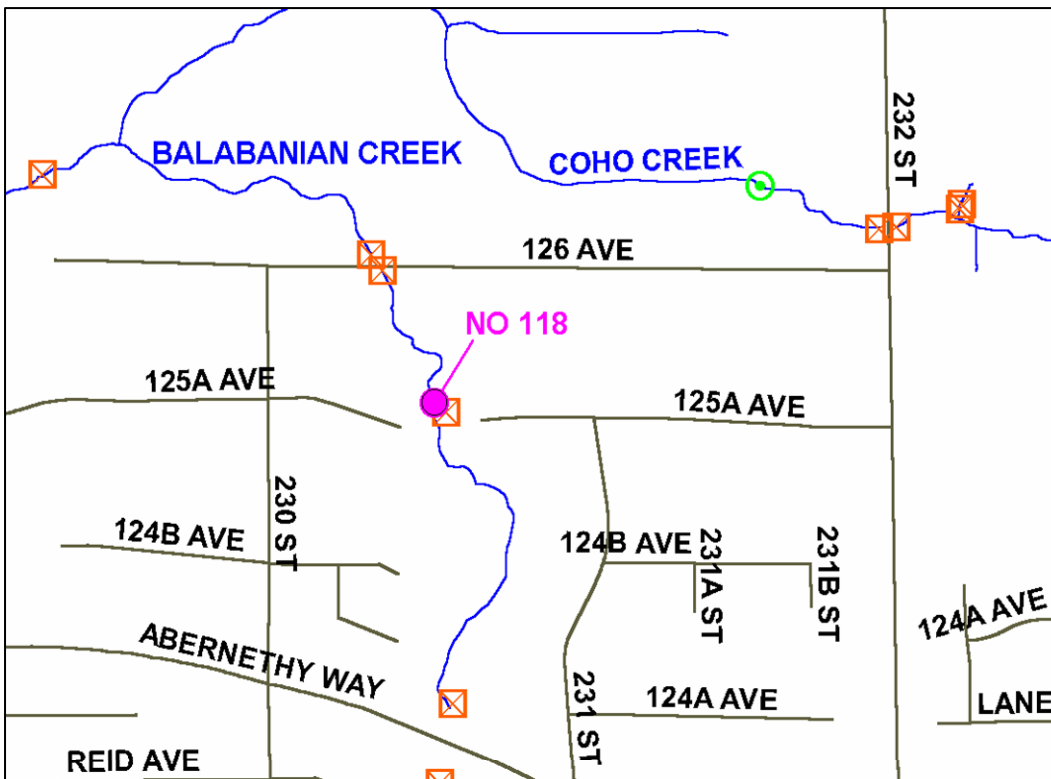 232 ST
BALABANIAN CREEK
COHO CREEK
126 AVE
NO 118
125A AVE
125A AVE
230 ST
124B AVE
124B AVE
231A ST
231B ST
124A AVE
ABERNETHY WAY
231 ST
124A AVE
LANE
REID AVE